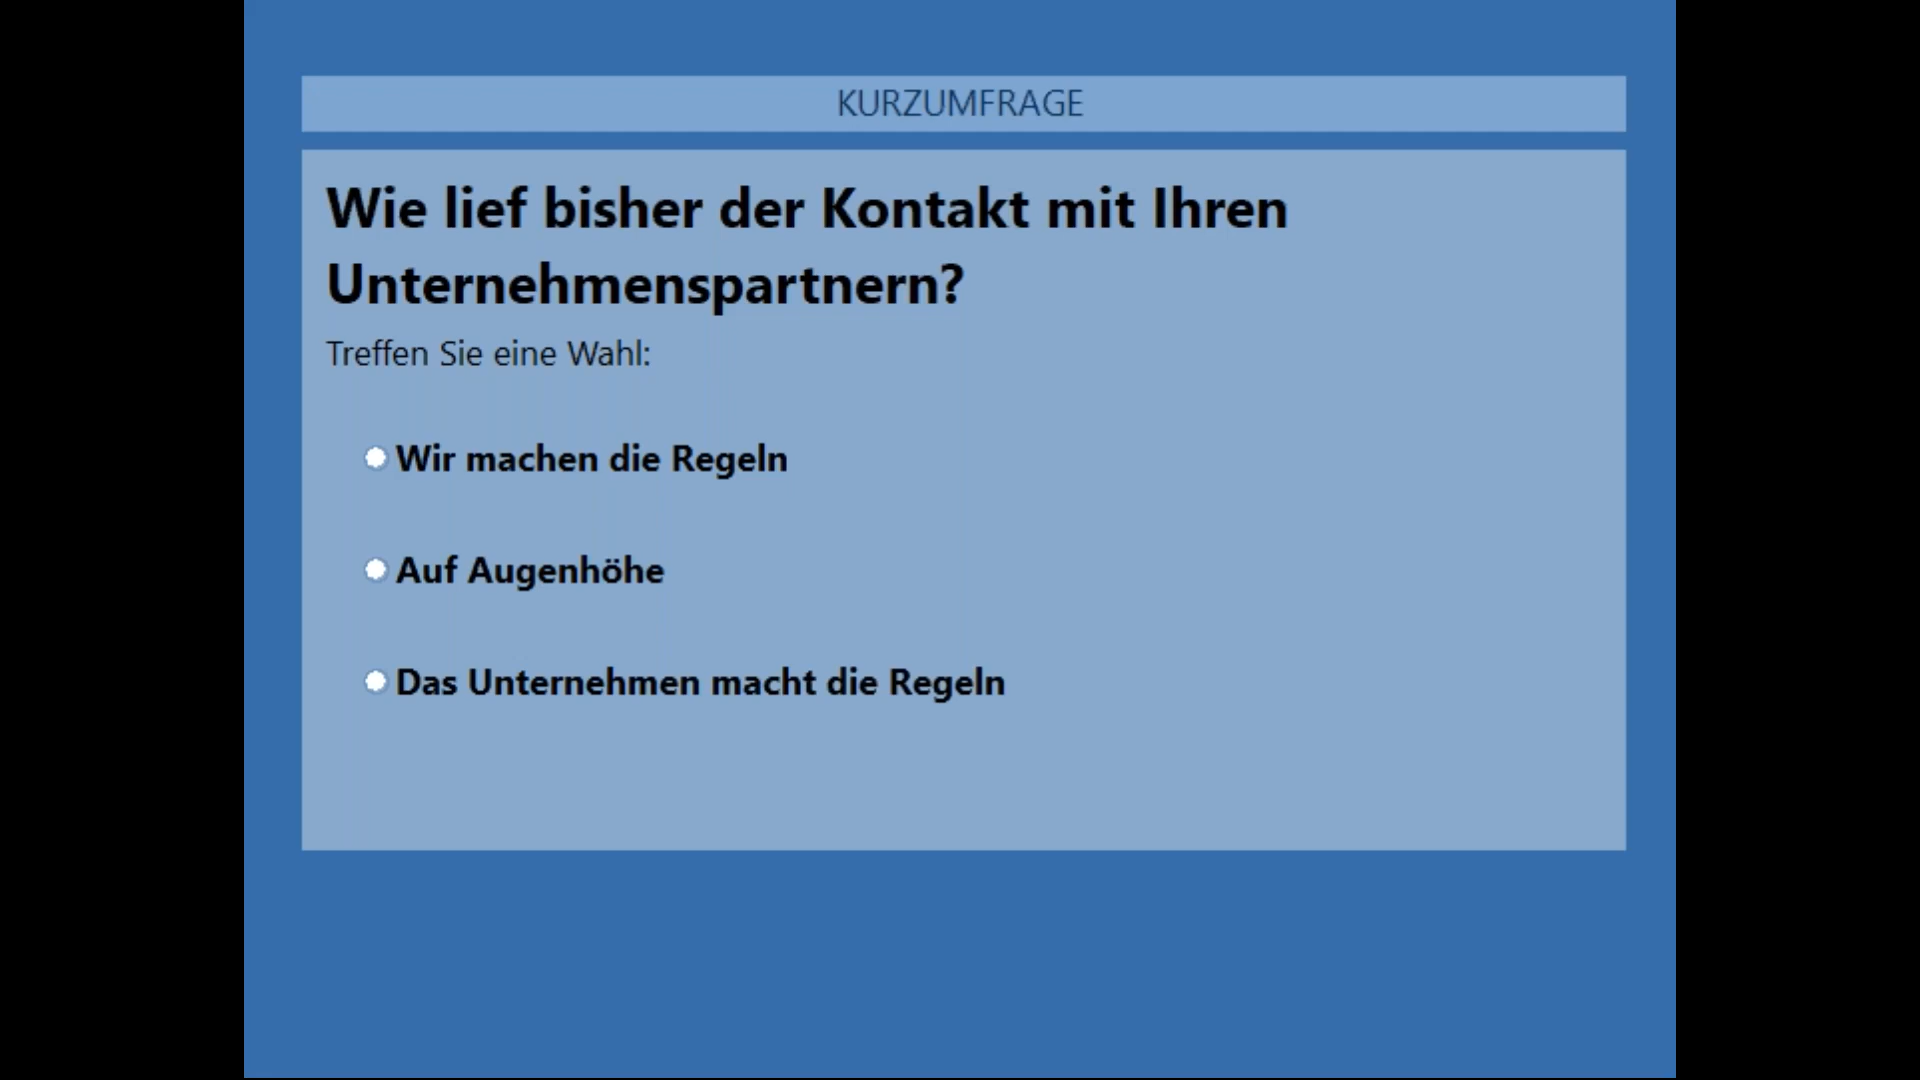 KURZUMFRAGE
Wie lief bisher der Kontakt mit Ihren
Unternehmenspartnern?
Treffen Sie eine Wahl:
Wir machen die Regeln
Auf Augenhöhe
Das Unternehmen macht die Regeln